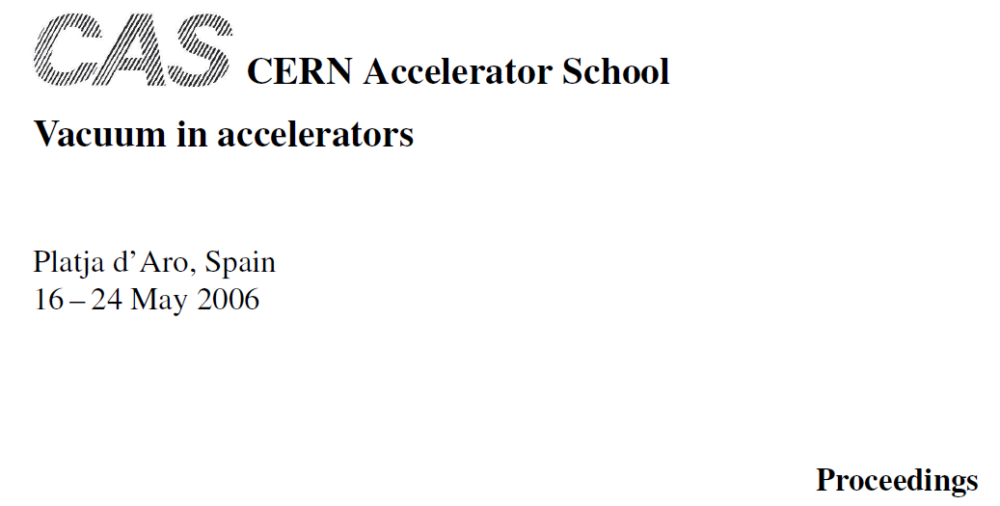 CAS CERN Accelerator School
Vacuum in accelerators
Platja d’Aro, Spain
16 – 24 May 2006
Proceedings